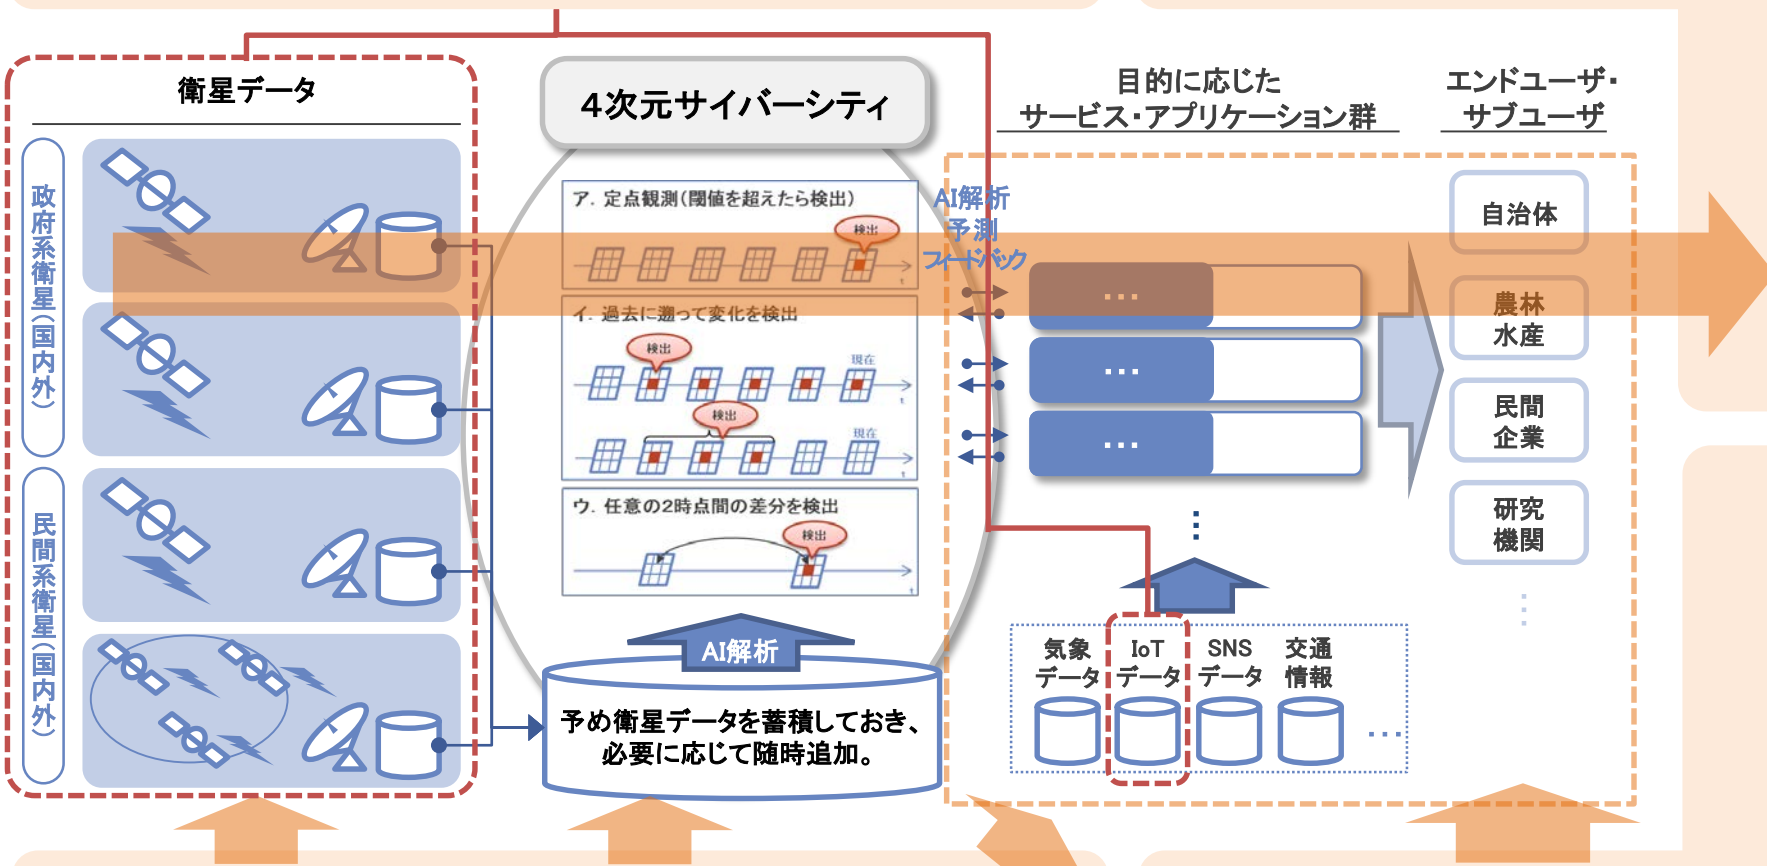 衛星データ
政府系衛星(国内外)
民間系衛星(国内外)
4次元サイバーシティ
ア. 定点観測(閾値を超えたら検出)
検出
t
イ. 過去に遡って変化を検出
検出
現在
t
検出
現在
t
ウ. 任意の2時点間の差分を検出
検出
t
AI解析
予め衛星データを蓄積しておき、
必要に応じて随時追加。
AI解析
予測
フィードバック
目的に応じた
サービス・アプリケーション群
...
...
...
⋮
気象
データ
IoT
データ
SNS
データ
交通
情報
...
エンドユーザ・
サブユーザ
自治体
農林
水産
民間
企業
研究
機関
⋮